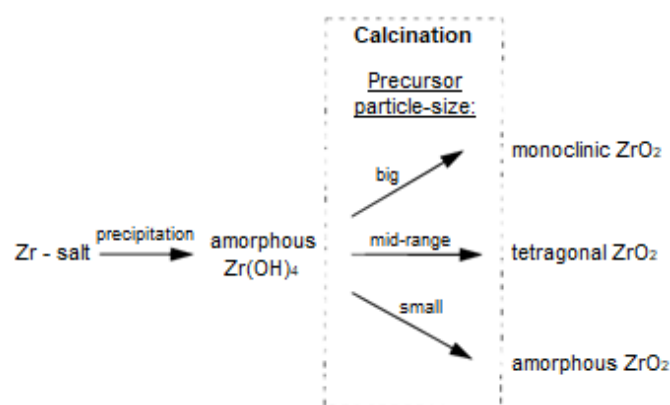 Calcination
Precursor
particle-size:
monoclinic ZrO₂
big
precipitation
mid-range
Zr - salt
amorphous
Zr(OH)₄
tetragonal ZrO₂
small
amorphous ZrO₂